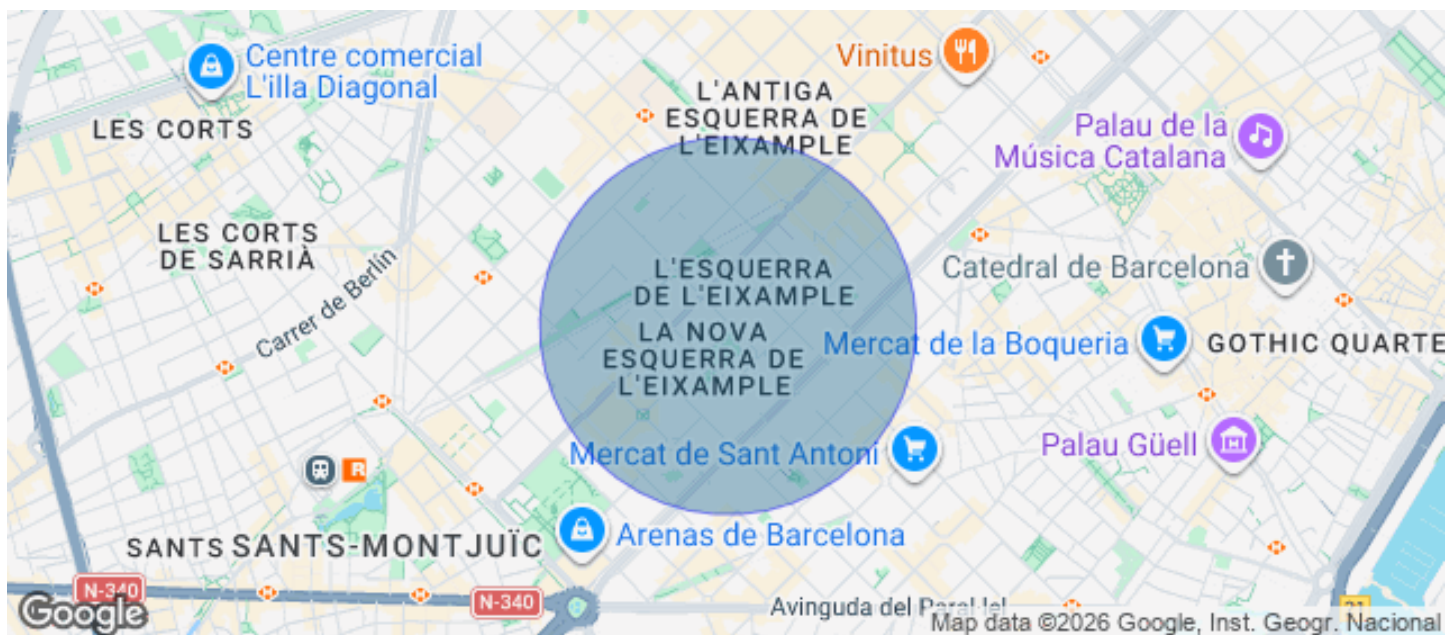 Centre comercial
L'illa Diagonal
Vinitus
L'ANTIGA
ESQUERRA DE
L'EIXAMPLE
LES CORTS
Palau de la
Música Catalana
LES CORTS
DE SARRIÀ
Carrer de Berlín
L'ESQUERRA
DE L'EIXAMPLE
Catedral de Barcelona
LA NOVA
ESQUERRA DE
L'EIXAMPLE
Mercat de la Boqueria
GOTHIC QUARTE
Mercat de Sant Antoni
Palau Güell
R
Arenas de Barcelona
SANTS
SANTS-MONTJUÏC
N-340
N-340
Avinguda del Paral·lel
Google
Map data ©2026 Google, Inst. Geogr. Nacional